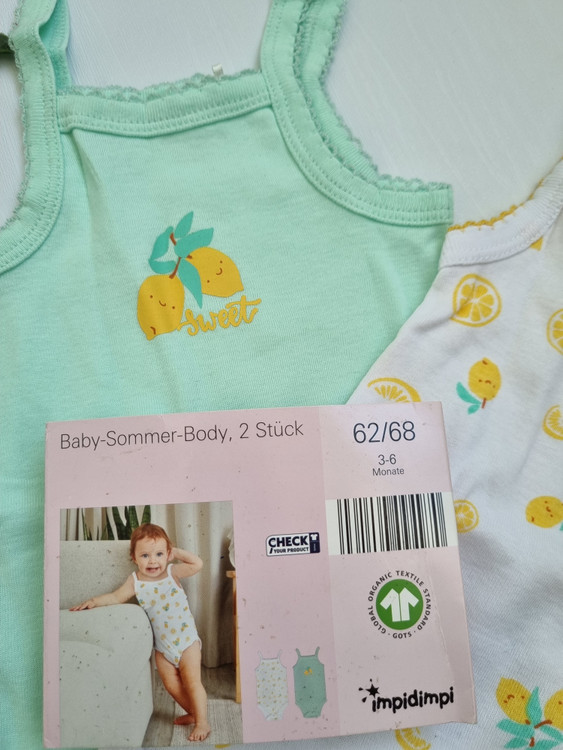 sweet
Baby-Sommer-Body, 2 Stück
62/68
3-6
Monate
CHECK
YOUR PRODUCT
GLOBAL ORGANIC TEXTILE STANDARD
· GOTS ·
impidimpi